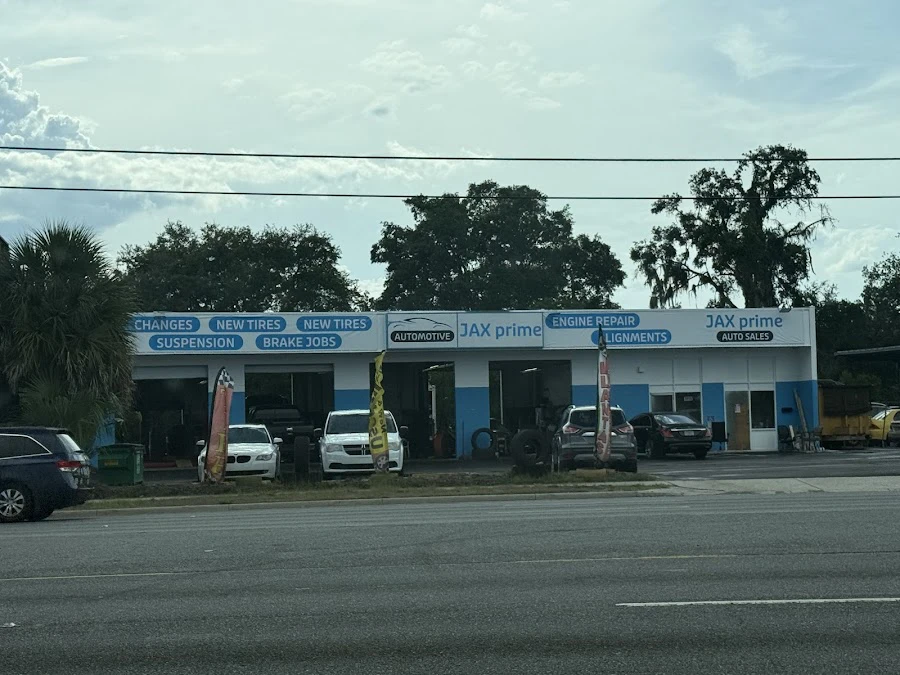 CHANGES NEW TIRES NEW TIRES
SUSPENSION BRAKE JOBS
AUTOMOTIVE
JAX prime
ENGINE REPAIR
ALIGNMENTS
JAX prime
AUTO SALES